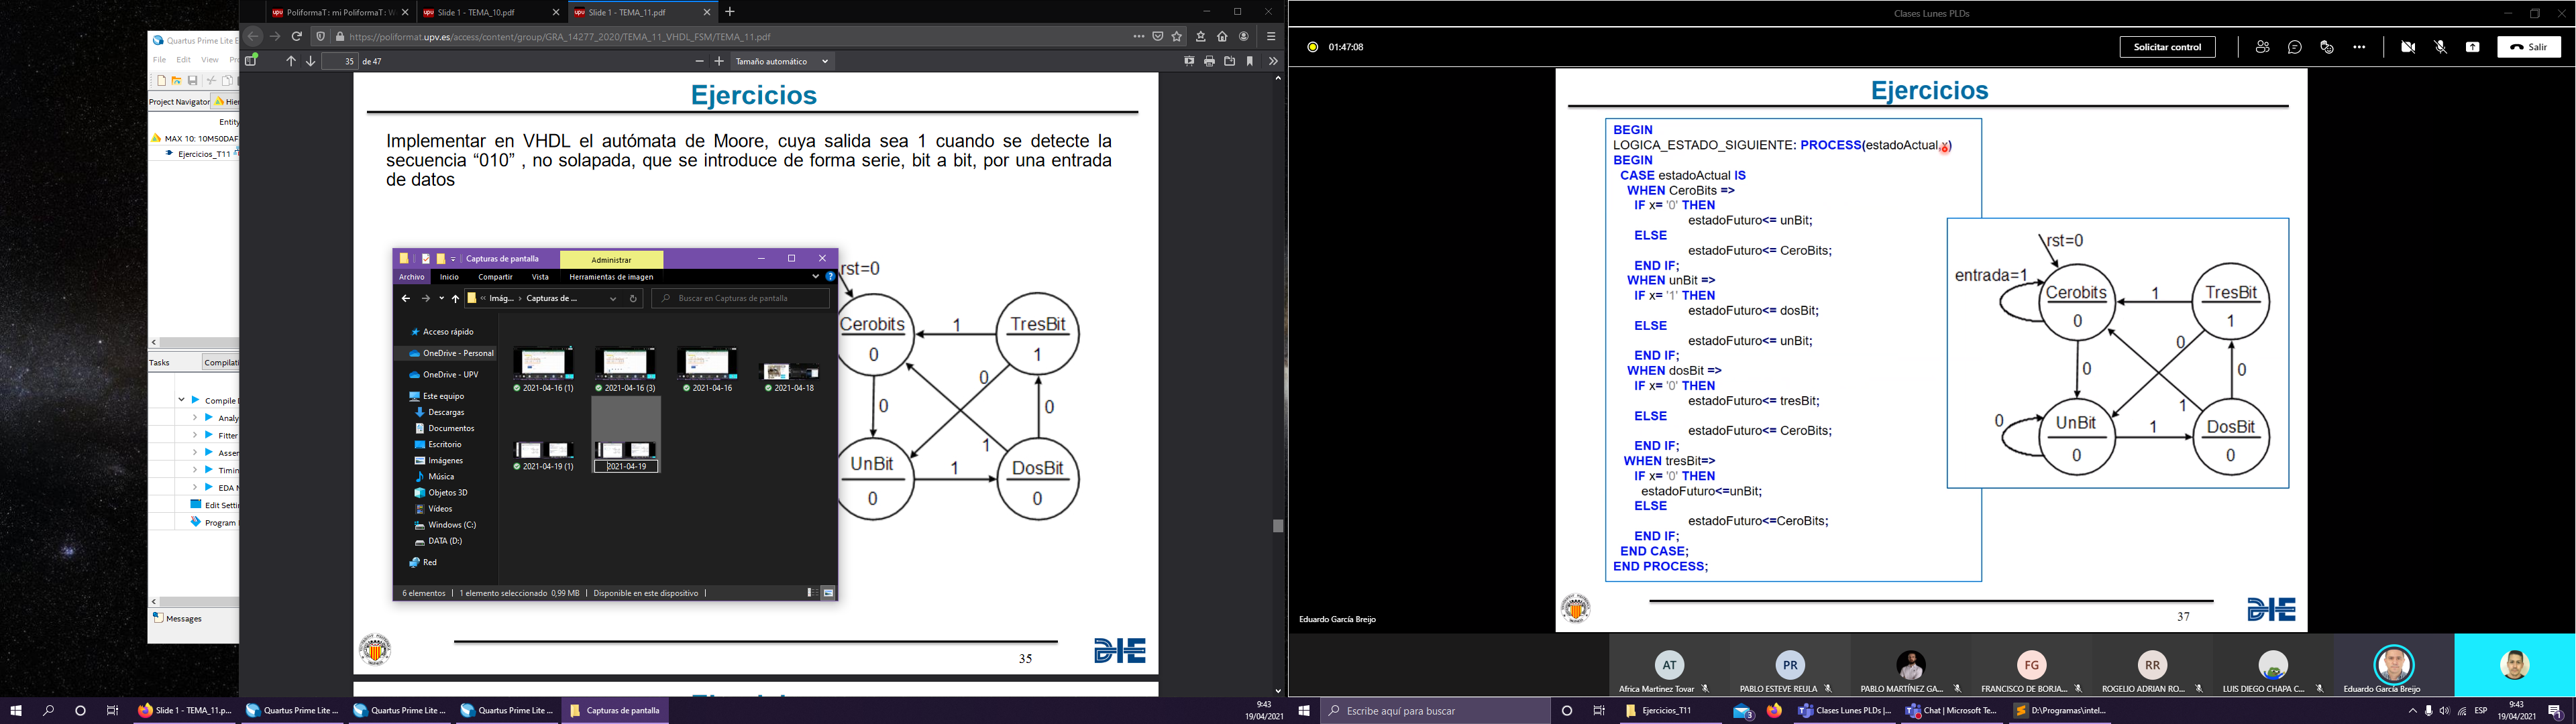 Quartus Prime Lite E
File Edit View Pr
Project Navigator Hier
Entity
MAX 10: 10M50DAF
Ejercicios_T11
Tasks Compilati
Compile
Analy
Fitter
Asser
Timin
EDA N
Edit Setti
Program
Messages
PoliformaT : mi PoliformaT : W
Slide 1 - TEMA_10.pdf
Slide 1 - TEMA_11.pdf
https://poliformat.upv.es/access/content/group/GRA_14277_2020/TEMA_11_VHDL_FSM/TEMA_11.pdf
35 de 47
Tamaño automático
Ejercicios
Implementar en VHDL el autómata de Moore, cuya salida sea 1 cuando se detecte la
secuencia “010” , no solapada, que se introduce de forma serie, bit a bit, por una entrada
de datos
Capturas de pantalla
Administrar
Archivo Inicio Compartir Vista Herramientas de imagen
Imág... › Capturas de ...
Buscar en Capturas de pantalla
Acceso rápido
OneDrive - Personal
OneDrive - UPV
Este equipo
Descargas
Documentos
Escritorio
Imágenes
Música
Objetos 3D
Vídeos
Windows (C:)
DATA (D:)
Red
2021-04-16 (1)
2021-04-16 (3)
2021-04-16
2021-04-18
2021-04-19 (1)
2021-04-19
6 elementos
1 elemento seleccionado 0,99 MB
Disponible en este dispositivo
rst=0
Cerobits
0
1
TresBit
1
0
0
0
1
UnBit
0
1
DosBit
0
35
DIE
Slide 1 - TEMA_11.p...
Quartus Prime Lite ...
Quartus Prime Lite ...
Quartus Prime Lite ...
Capturas de pantalla
9:43
19/04/2021
Clases Lunes PLDs
01:47:08
Solicitar control
Salir
Ejercicios
BEGIN
LOGICA_ESTADO_SIGUIENTE: PROCESS(estadoActual,x)
BEGIN
CASE estadoActual IS
WHEN CeroBits =>
IF x= '0' THEN
estadoFuturo<= unBit;
ELSE
estadoFuturo<= CeroBits;
END IF;
WHEN unBit =>
IF x= '1' THEN
estadoFuturo<= dosBit;
ELSE
estadoFuturo<= unBit;
END IF;
WHEN dosBit =>
IF x= '0' THEN
estadoFuturo<= tresBit;
ELSE
estadoFuturo<= CeroBits;
END IF;
WHEN tresBit=>
IF x= '0' THEN
estadoFuturo<=unBit;
ELSE
estadoFuturo<=CeroBits;
END IF;
END CASE;
END PROCESS;
rst=0
entrada=1
Cerobits
0
1
TresBit
1
0
0
0
1
0
UnBit
0
1
DosBit
0
37
DIE
Eduardo García Breijo
AT
Africa Martinez Tovar
PR
PABLO ESTEVE REULA
PABLO MARTÍNEZ GA...
FG
FRANCISCO DE BORJA...
RR
ROGELIO ADRIAN RO...
LUIS DIEGO CHAPA C...
Eduardo García Breijo
Escribe aquí para buscar
Ejercicios_T11
3
Clases Lunes PLDs |...
Chat | Microsoft Te...
D:\Programas\intel...
ESP
9:43
19/04/2021
1